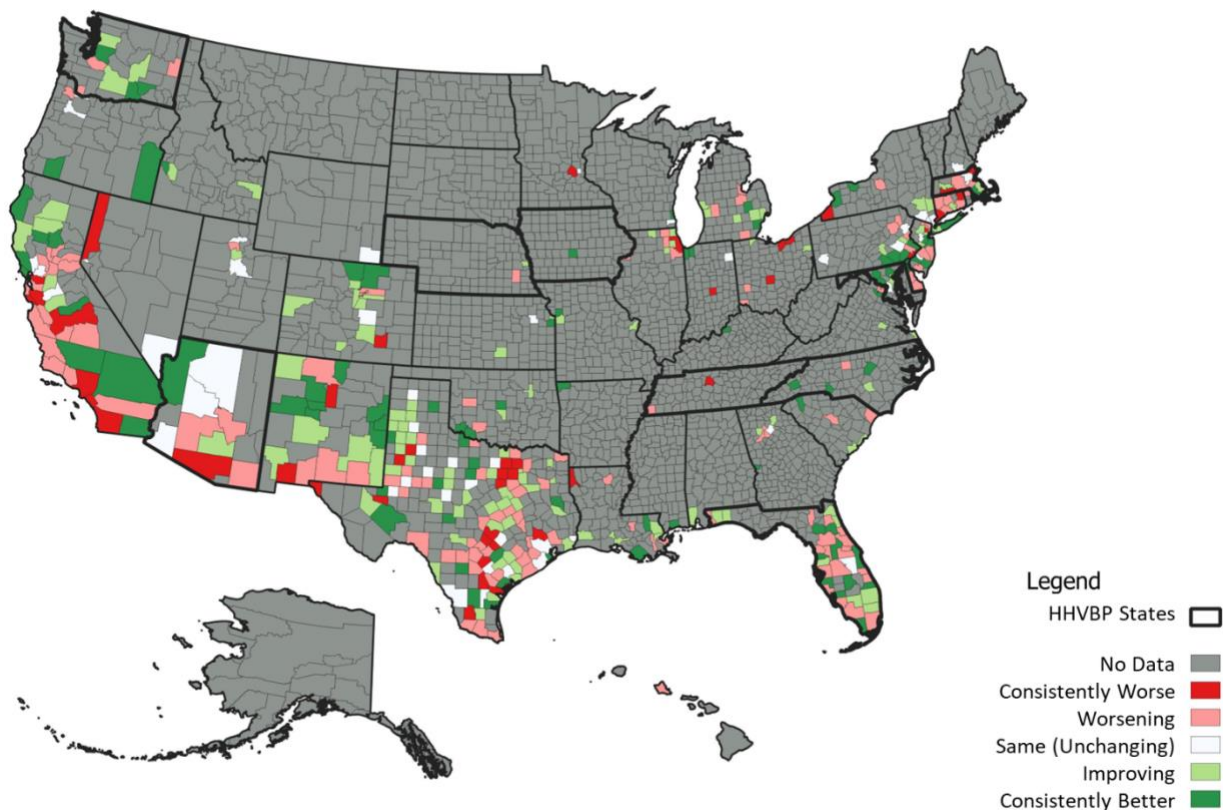 Legend
HHVBP States
No Data
Consistently Worse
Worsening
Same (Unchanging)
Improving
Consistently Better